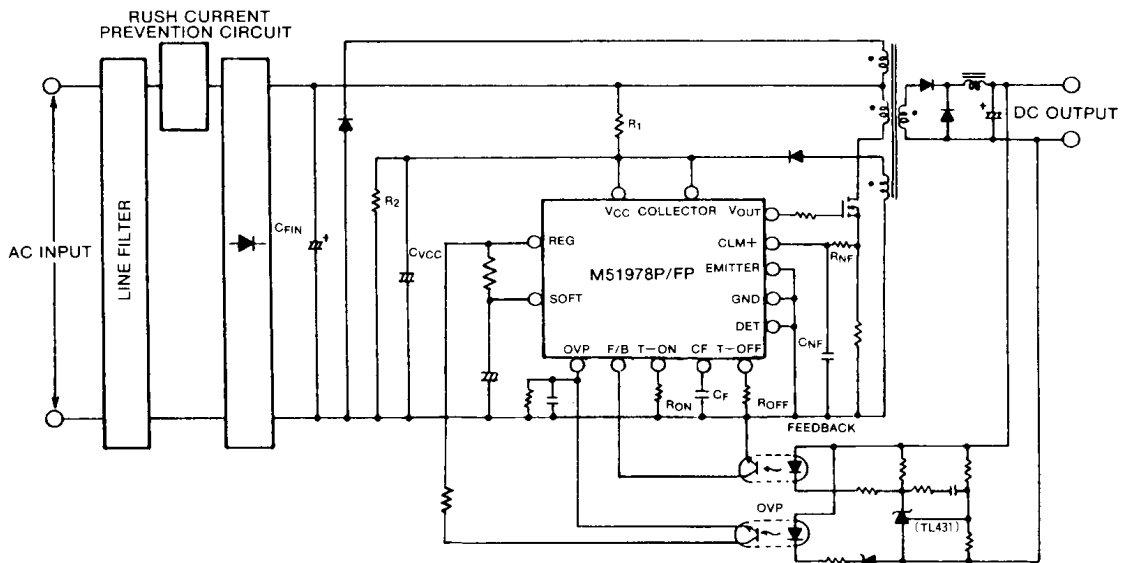 RUSH CURRENT
PREVENTION CIRCUIT
AC INPUT
LINE FILTER
CFIN
R1
R2
CVCC
VCC COLLECTOR VOUT
REG
CLM+
M51978P/FP
EMITTER
SOFT
GND
DET
OVP F/B T-ON CF T-OFF
RNF
CNF
RON
CF
ROFF
DC OUTPUT
FEEDBACK
OVP
(TL431)